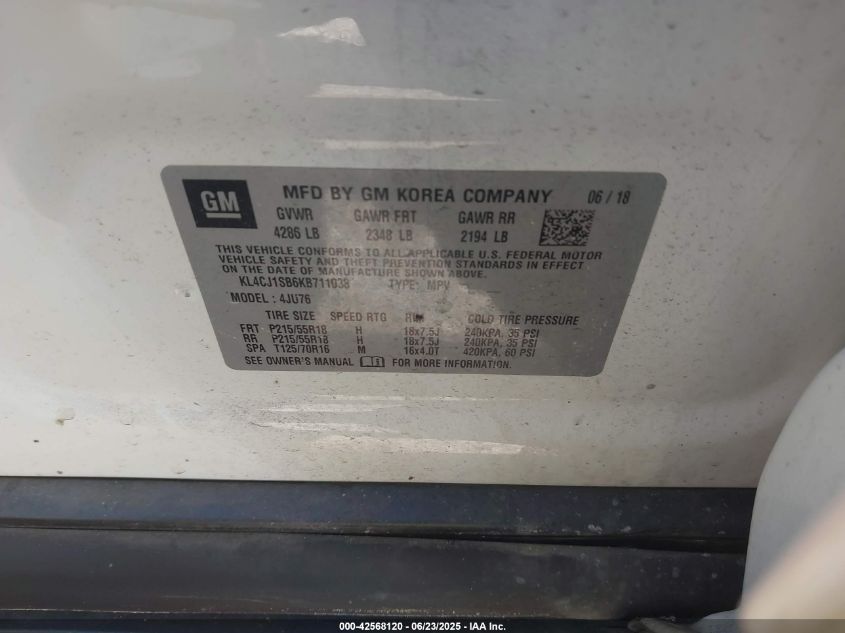 GM
MFD BY GM KOREA COMPANY 06 / 18
GVWR GAWR FRT GAWR RR
4286 LB 2348 LB 2194 LB
THIS VEHICLE CONFORMS TO ALL APPLICABLE U.S. FEDERAL MOTOR
VEHICLE SAFETY AND THEFT PREVENTION STANDARDS IN EFFECT
ON THE DATE OF MANUFACTURE SHOWN ABOVE.
KL4CJ1SB6KB711038 TYPE: MPV
MODEL : 4JU76
TIRE SIZE SPEED RTG RIM COLD TIRE PRESSURE
FRT P215/55R18 H 18x7.5J 240KPA, 35 PSI
RR P215/55R18 H 18x7.5J 240KPA, 35 PSI
SPA T125/70R16 M 16x4.0T 420KPA, 60 PSI
SEE OWNER'S MANUAL FOR MORE INFORMATION.
000-42568120 - 06/23/2025 - IAA Inc.